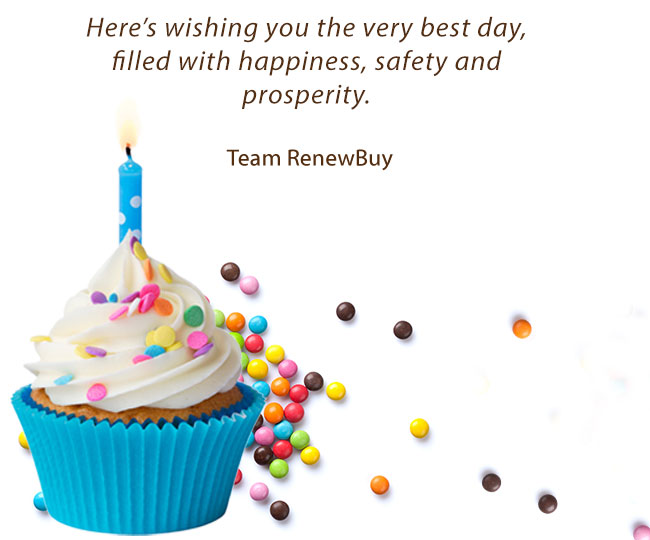 Here’s wishing you the very best day,
filled with happiness, safety and
prosperity.
Team RenewBuy